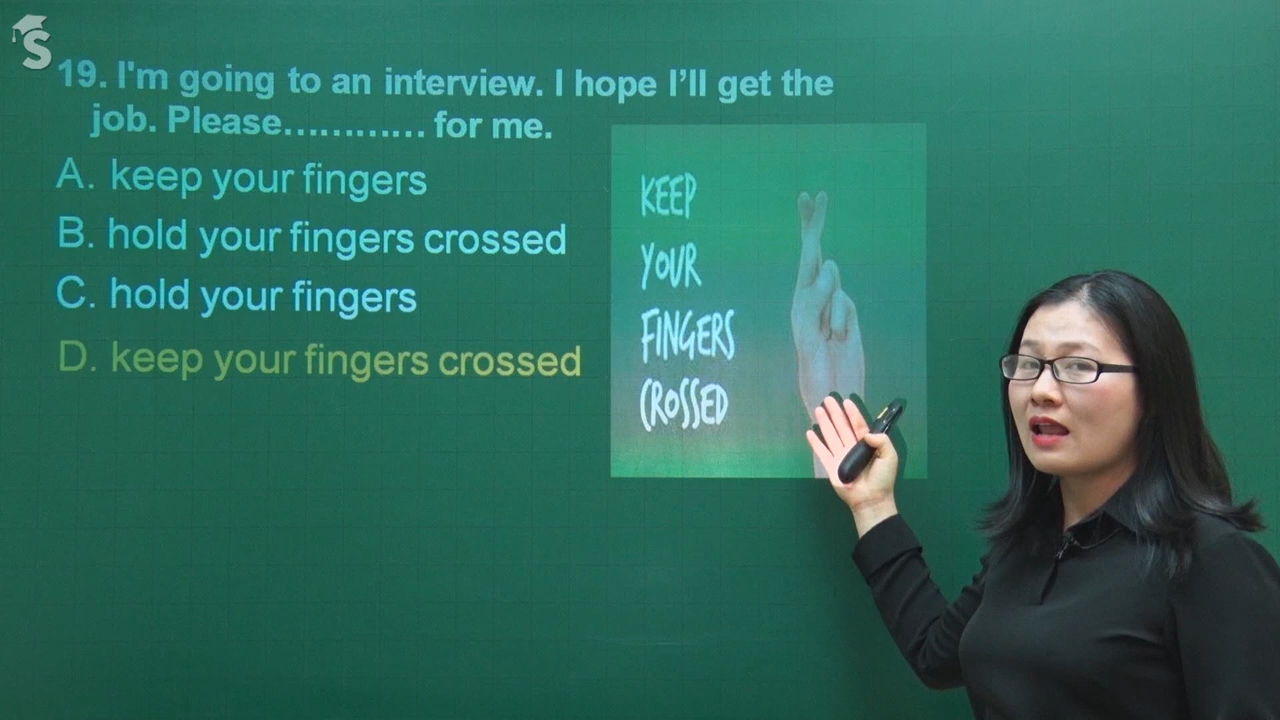 S
19. I'm going to an interview. I hope I’ll get the
job. Please………… for me.
A. keep your fingers
B. hold your fingers crossed
C. hold your fingers
D. keep your fingers crossed
KEEP
YOUR
FINGERS
CROSSED